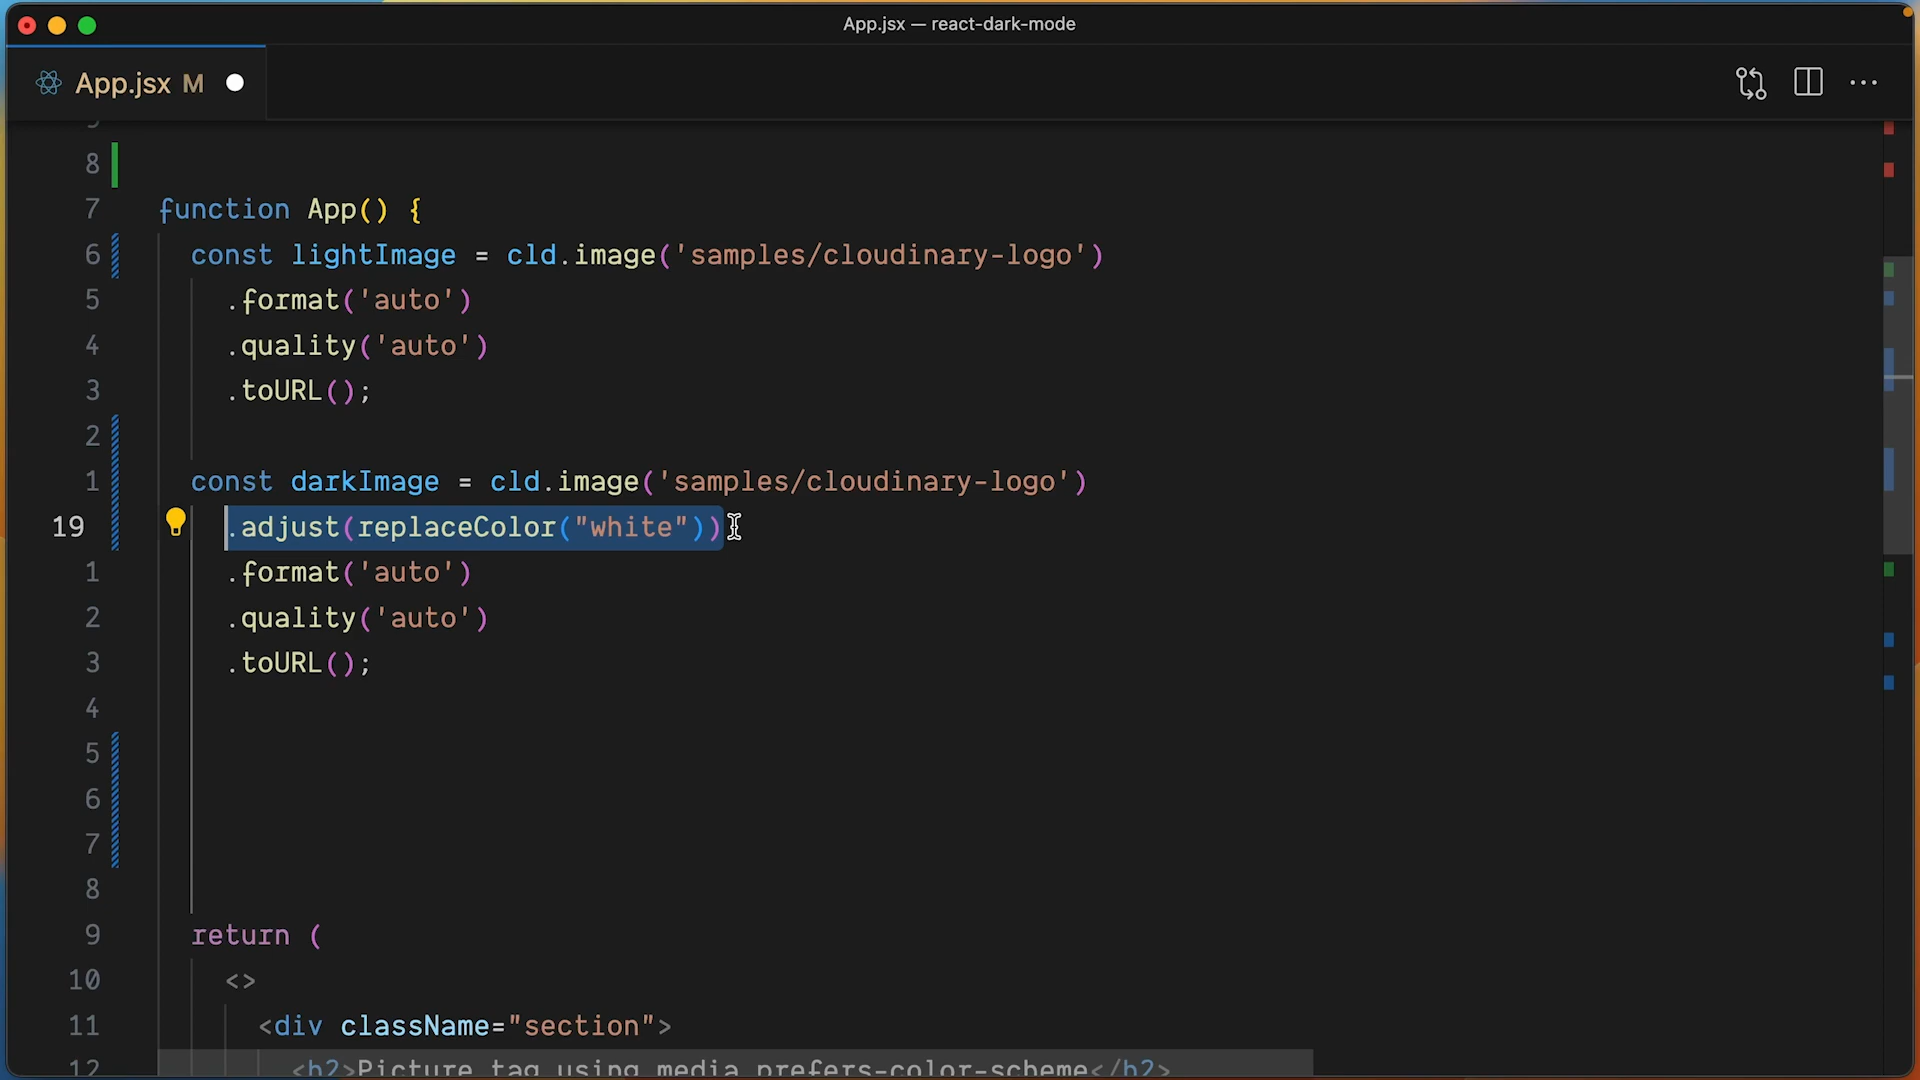 App.jsx — react-dark-mode
App.jsx M
9
8
7 function App() {
6 const lightImage = cld.image('samples/cloudinary-logo')
5 .format('auto')
4 .quality('auto')
3 .toURL();
2
1 const darkImage = cld.image('samples/cloudinary-logo')
19 .adjust(replaceColor("white"))
1 .format('auto')
2 .quality('auto')
3 .toURL();
4
5
6
7
8
9 return (
10 <>
11 <div className="section">
12 <h2>Picture tag using media prefers-color-scheme</h2>